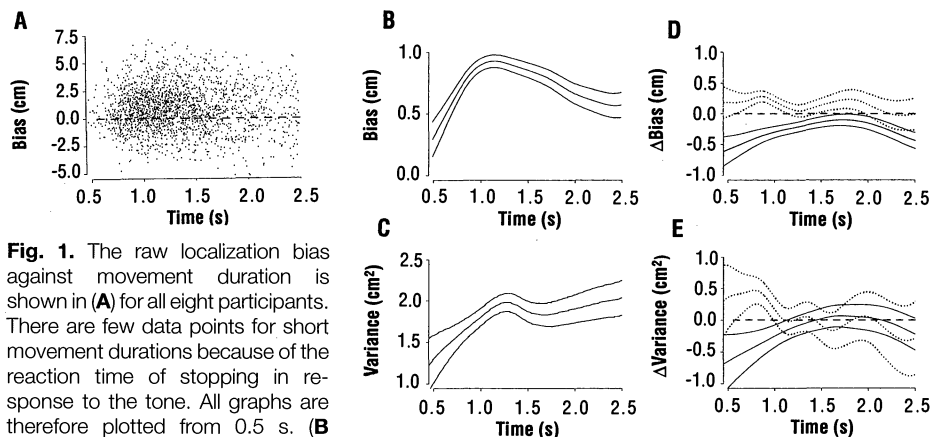 A
7.5
5.0
2.5
0.0
-2.5
-5.0
Bias (cm)
0.5 1.0 1.5 2.0 2.5
Time (s)
B
1.0
0.5
0.0
Bias (cm)
0.5 1.0 1.5 2.0 2.5
Time (s)
D
1.0
0.5
0.0
-0.5
-1.0
ΔBias (cm)
0.5 1.0 1.5 2.0 2.5
Time (s)
C
2.5
2.0
1.5
1.0
Variance (cm²)
0.5 1.0 1.5 2.0 2.5
Time (s)
E
1.0
0.5
0.0
-0.5
-1.0
ΔVariance (cm²)
0.5 1.0 1.5 2.0 2.5
Time (s)
Fig. 1. The raw localization bias
against movement duration is
shown in (A) for all eight participants.
There are few data points for short
movement durations because of the
reaction time of stopping in re-
sponse to the tone. All graphs are
therefore plotted from 0.5 s. (B